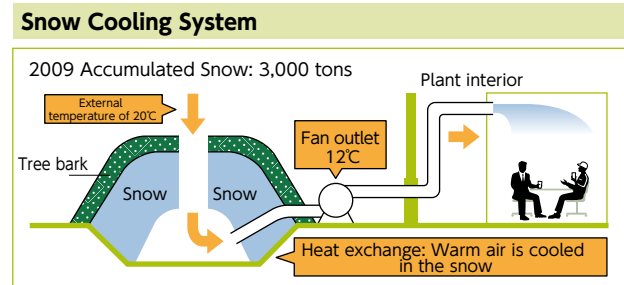 Snow Cooling System
2009 Accumulated Snow: 3,000 tons
External
temperature of 20℃
Plant interior
Fan outlet
12℃
Tree bark
Snow
Snow
Heat exchange: Warm air is cooled
in the snow